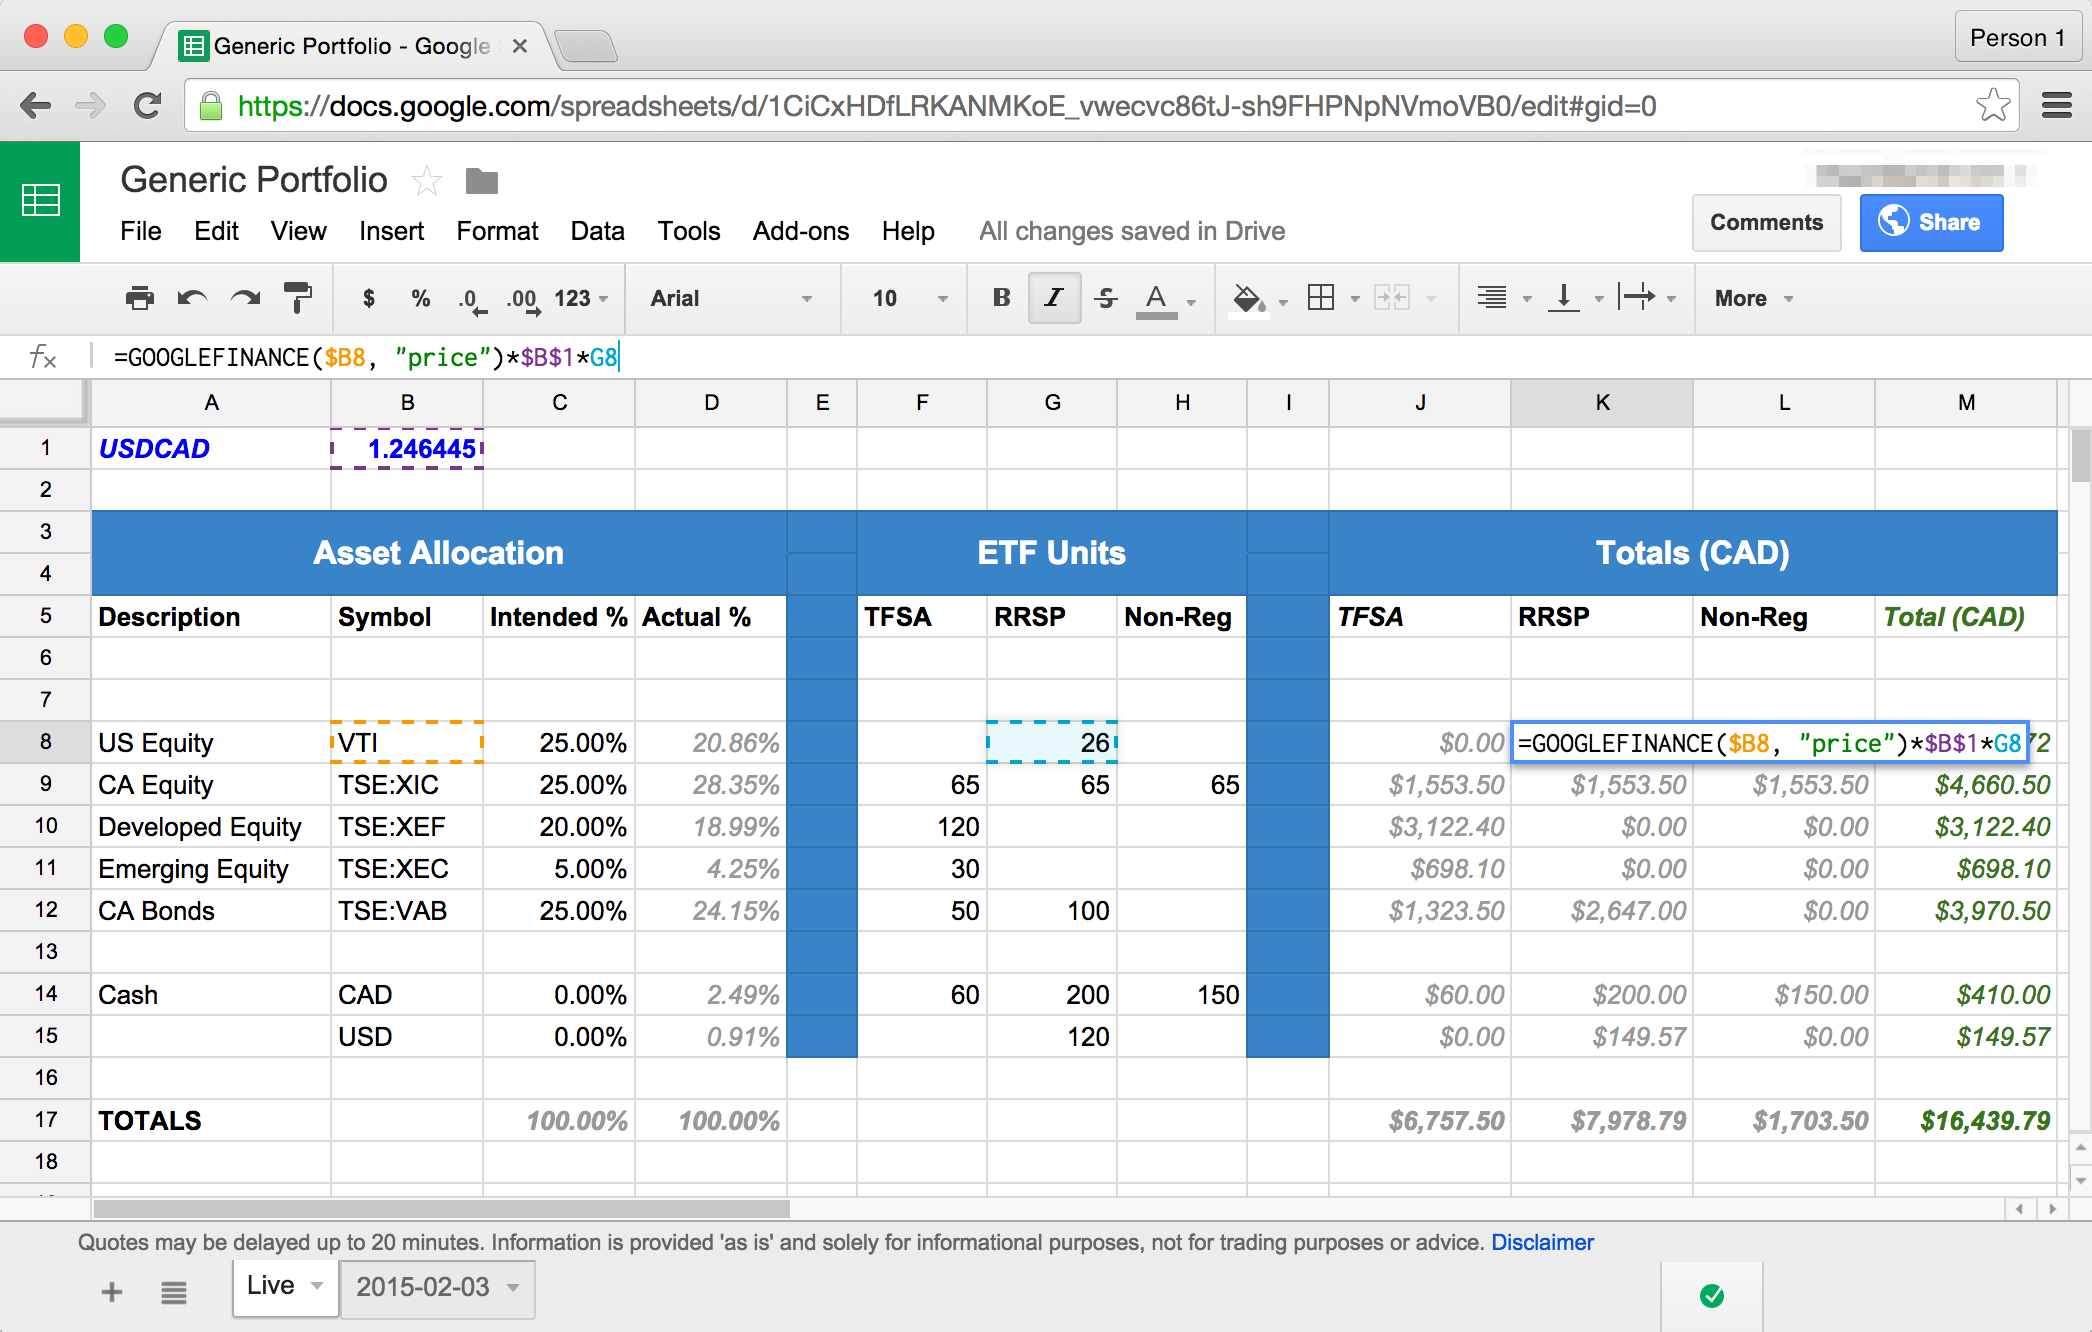 Generic Portfolio - Google
Person 1
https://docs.google.com/spreadsheets/d/1CiCxHDfLRKANMKoE_vwecvc86tJ-sh9FHPNpNVmoVB0/edit#gid=0
Generic Portfolio
File Edit View Insert Format Data Tools Add-ons Help All changes saved in Drive
Comments Share
$ % .0 .00 123 Arial 10 B I S A More
fx =GOOGLEFINANCE($B8, "price")*$B$1*G8
A B C D E F G H I J K L M
1 USDCAD 1.246445
2
3
Asset Allocation ETF Units Totals (CAD)
4
5 Description Symbol Intended % Actual % TFSA RRSP Non-Reg TFSA RRSP Non-Reg Total (CAD)
6
7
8 US Equity VTI 25.00% 20.86% 26 $0.00 =GOOGLEFINANCE($B8, "price")*$B$1*G8 72
9 CA Equity TSE:XIC 25.00% 28.35% 65 65 65 $1,553.50 $1,553.50 $1,553.50 $4,660.50
10 Developed Equity TSE:XEF 20.00% 18.99% 120 $3,122.40 $0.00 $0.00 $3,122.40
11 Emerging Equity TSE:XEC 5.00% 4.25% 30 $698.10 $0.00 $0.00 $698.10
12 CA Bonds TSE:VAB 25.00% 24.15% 50 100 $1,323.50 $2,647.00 $0.00 $3,970.50
13
14 Cash CAD 0.00% 2.49% 60 200 150 $60.00 $200.00 $150.00 $410.00
15 USD 0.00% 0.91% 120 $0.00 $149.57 $0.00 $149.57
16
17 TOTALS 100.00% 100.00% $6,757.50 $7,978.79 $1,703.50 $16,439.79
18
Quotes may be delayed up to 20 minutes. Information is provided 'as is' and solely for informational purposes, not for trading purposes or advice. Disclaimer
Live 2015-02-03